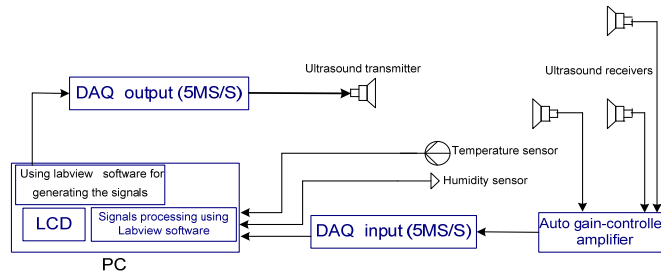 Ultrasound transmitter
Ultrasound receivers
DAQ output (5MS/S)
Temperature sensor
Using labview software for
generating the signals
Humidity sensor
LCD
Signals processing using
Labview software
DAQ input (5MS/S)
Auto gain-controlle
amplifier
PC